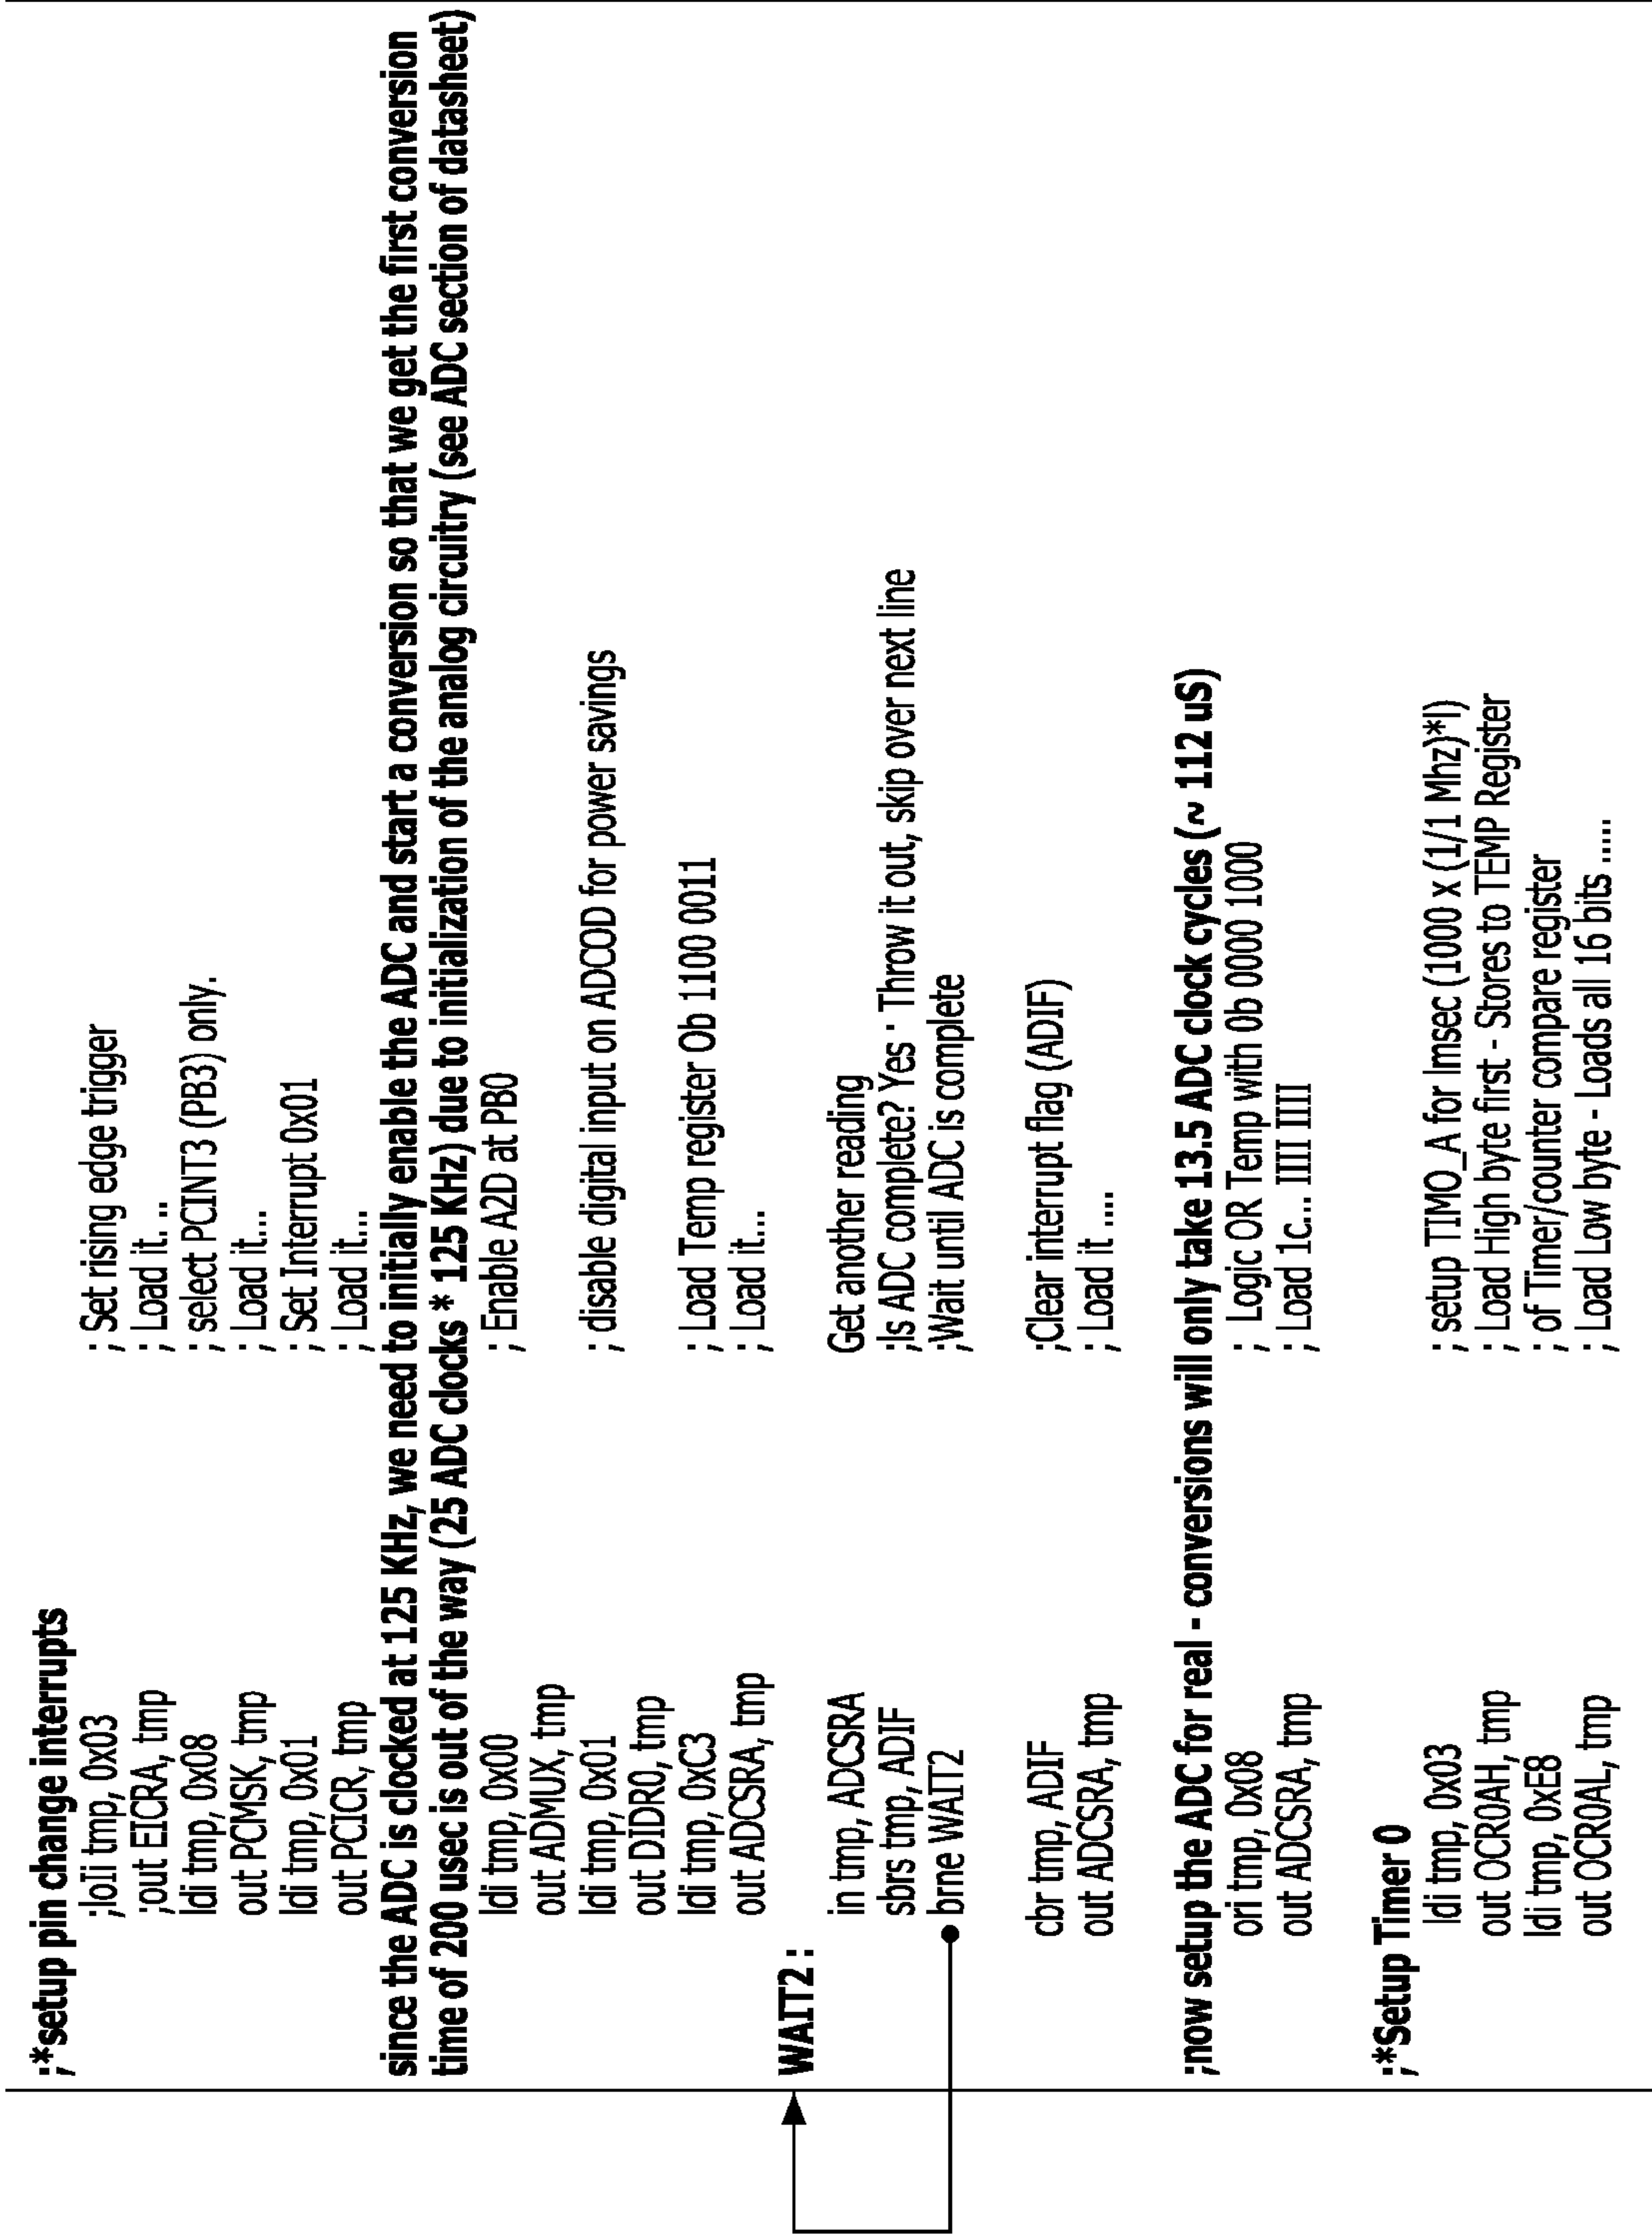 ;*setup pin change interrupts
;loIi tmp, 0x03 ; Set rising edge trigger
;out EICRA, tmp ; Load it...
ldi tmp, 0x08 ; select PCINT3 (PB3) only.
out PCMSK, tmp ; Load it...
ldi tmp, 0x01 ; Set Interrupt 0x01
out PCICR, tmp ; Load it...
since the ADC is clocked at 125 KHz, we need to initially enable the ADC and start a conversion so that we get the first conversion
time of 200 usec is out of the way (25 ADC clocks * 125 KHz) due to initialization of the analog circuitry (see ADC section of datasheet)
ldi tmp, 0x00 ; Enable A2D at PB0
out ADMUX, tmp
ldi tmp, 0x01 ; disable digital input on ADCOD for power savings
out DIDR0, tmp
ldi tmp, 0xC3 ; Load Temp register Ob 1100 0011
out ADCSRA, tmp ; Load it...
WAIT2 :
in tmp, ADCSRA Get another reading
sbrs tmp, ADIF ;Is ADC complete? Yes - Throw it out, skip over next line
brne WAIT2 ;Wait until ADC is complete
cbr tmp, ADIF ;Clear interrupt flag (ADIF)
out ADCSRA, tmp ; Load it ....
;now setup the ADC for real - conversions will only take 13.5 ADC clock cycles (~ 112 uS)
ori tmp, 0x08 ; Logic OR Temp with 0b 0000 1000
out ADCSRA, tmp ; Load 1c... IIII IIIII
;*Setup Timer 0
ldi tmp, 0x03 ; setup TIMO_A for Imsec (1000 x (1/1 Mhz)*I)
out OCR0AH, tmp ; Load High byte first - Stores to TEMP Register
ldi tmp, 0xE8 ; of Timer/counter compare register
out OCR0AL, tmp ; Load Low byte - Loads all 16 bits .....